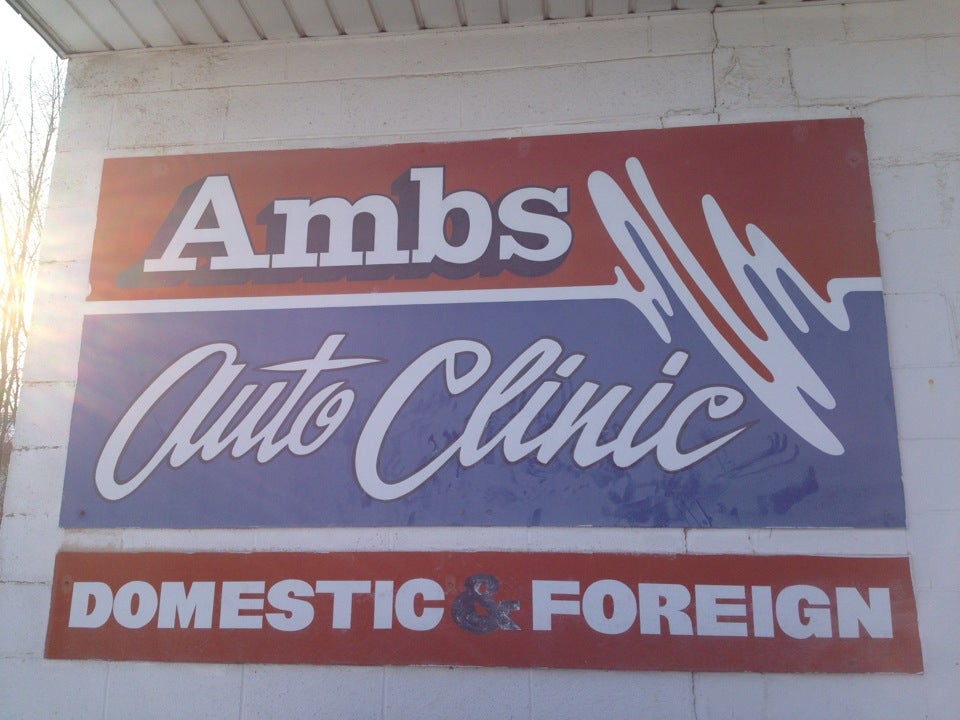 Ambs
Auto Clinic
DOMESTIC & FOREIGN